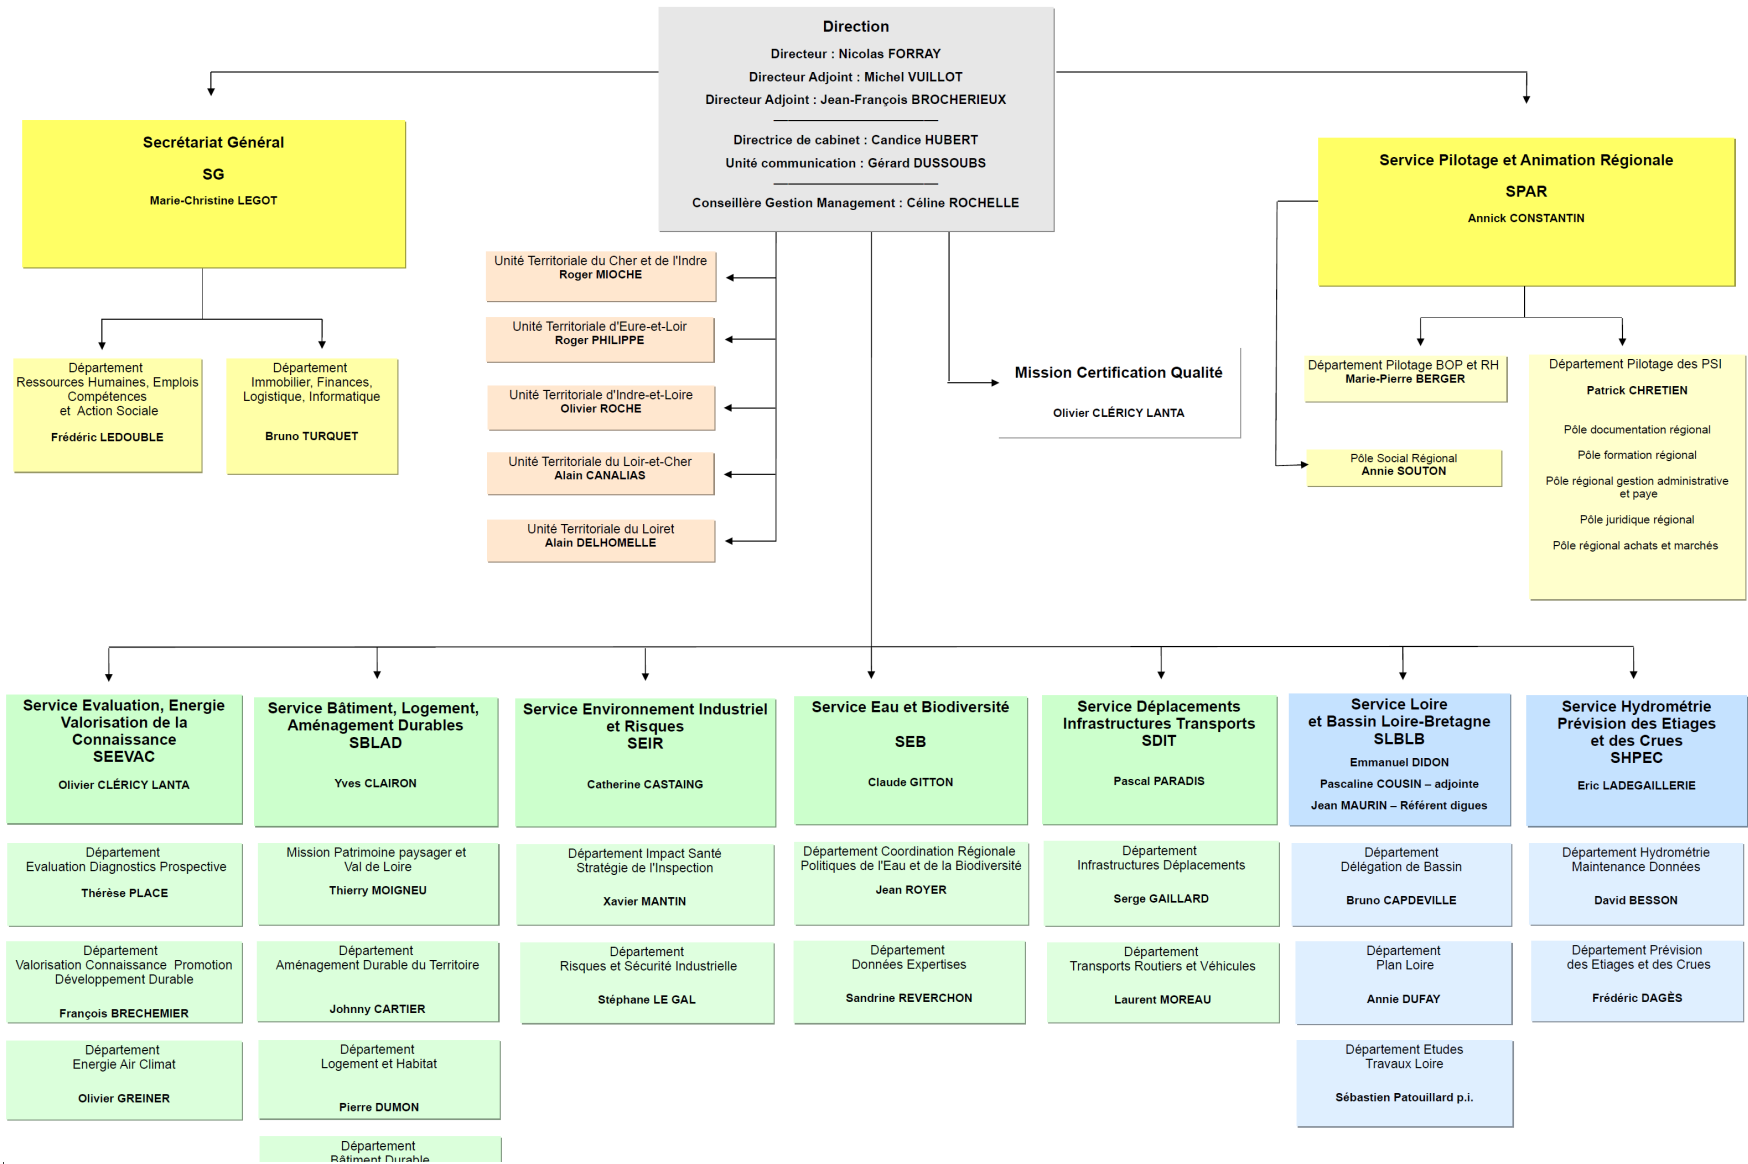 Direction
Directeur : Nicolas FORRAY
Directeur Adjoint : Michel VUILLOT
Directeur Adjoint : Jean-François BROCHERIEUX
Directrice de cabinet : Candice HUBERT
Unité communication : Gérard DUSSOUBS
Conseillère Gestion Management : Céline ROCHELLE
Secrétariat Général
SG
Marie-Christine LEGOT
Département
Ressources Humaines, Emplois
Compétences
et Action Sociale
Frédéric LEDOUBLE
Département
Immobilier, Finances,
Logistique, Informatique
Bruno TURQUET
Unité Territoriale du Cher et de l'Indre
Roger MIOCHE
Unité Territoriale d'Eure-et-Loir
Roger PHILIPPE
Unité Territoriale d'Indre-et-Loire
Olivier ROCHE
Unité Territoriale du Loir-et-Cher
Alain CANALIAS
Unité Territoriale du Loiret
Alain DELHOMELLE
Mission Certification Qualité
Olivier CLÉRICY LANTA
Service Pilotage et Animation Régionale
SPAR
Annick CONSTANTIN
Département Pilotage BOP et RH
Marie-Pierre BERGER
Pôle Social Régional
Annie SOUTON
Département Pilotage des PSI
Patrick CHRETIEN
Pôle documentation régional
Pôle formation régional
Pôle régional gestion administrative
et paye
Pôle juridique régional
Pôle régional achats et marchés
Service Evaluation, Energie
Valorisation de la
Connaissance
SEEVAC
Olivier CLÉRICY LANTA
Département
Evaluation Diagnostics Prospective
Thérèse PLACE
Département
Valorisation Connaissance Promotion
Développement Durable
François BRECHEMIER
Département
Energie Air Climat
Olivier GREINER
Service Bâtiment, Logement,
Aménagement Durables
SBLAD
Yves CLAIRON
Mission Patrimoine paysager et
Val de Loire
Thierry MOIGNEU
Département
Aménagement Durable du Territoire
Johnny CARTIER
Département
Logement et Habitat
Pierre DUMON
Département
Bâtiment Durable
Service Environnement Industriel
et Risques
SEIR
Catherine CASTAING
Département Impact Santé
Stratégie de l'Inspection
Xavier MANTIN
Département
Risques et Sécurité Industrielle
Stéphane LE GAL
Service Eau et Biodiversité
SEB
Claude GITTON
Département Coordination Régionale
Politiques de l'Eau et de la Biodiversité
Jean ROYER
Département
Données Expertises
Sandrine REVERCHON
Service Déplacements
Infrastructures Transports
SDIT
Pascal PARADIS
Département
Infrastructures Déplacements
Serge GAILLARD
Département
Transports Routiers et Véhicules
Laurent MOREAU
Service Loire
et Bassin Loire-Bretagne
SLBLB
Emmanuel DIDON
Pascaline COUSIN – adjointe
Jean MAURIN – Référent digues
Département
Délégation de Bassin
Bruno CAPDEVILLE
Département
Plan Loire
Annie DUFAY
Département Etudes
Travaux Loire
Sébastien Patouillard p.i.
Service Hydrométrie
Prévision des Etiages
et des Crues
SHPEC
Eric LADEGAILLERIE
Département Hydrométrie
Maintenance Données
David BESSON
Département Prévision
des Etiages et des Crues
Frédéric DAGÈS